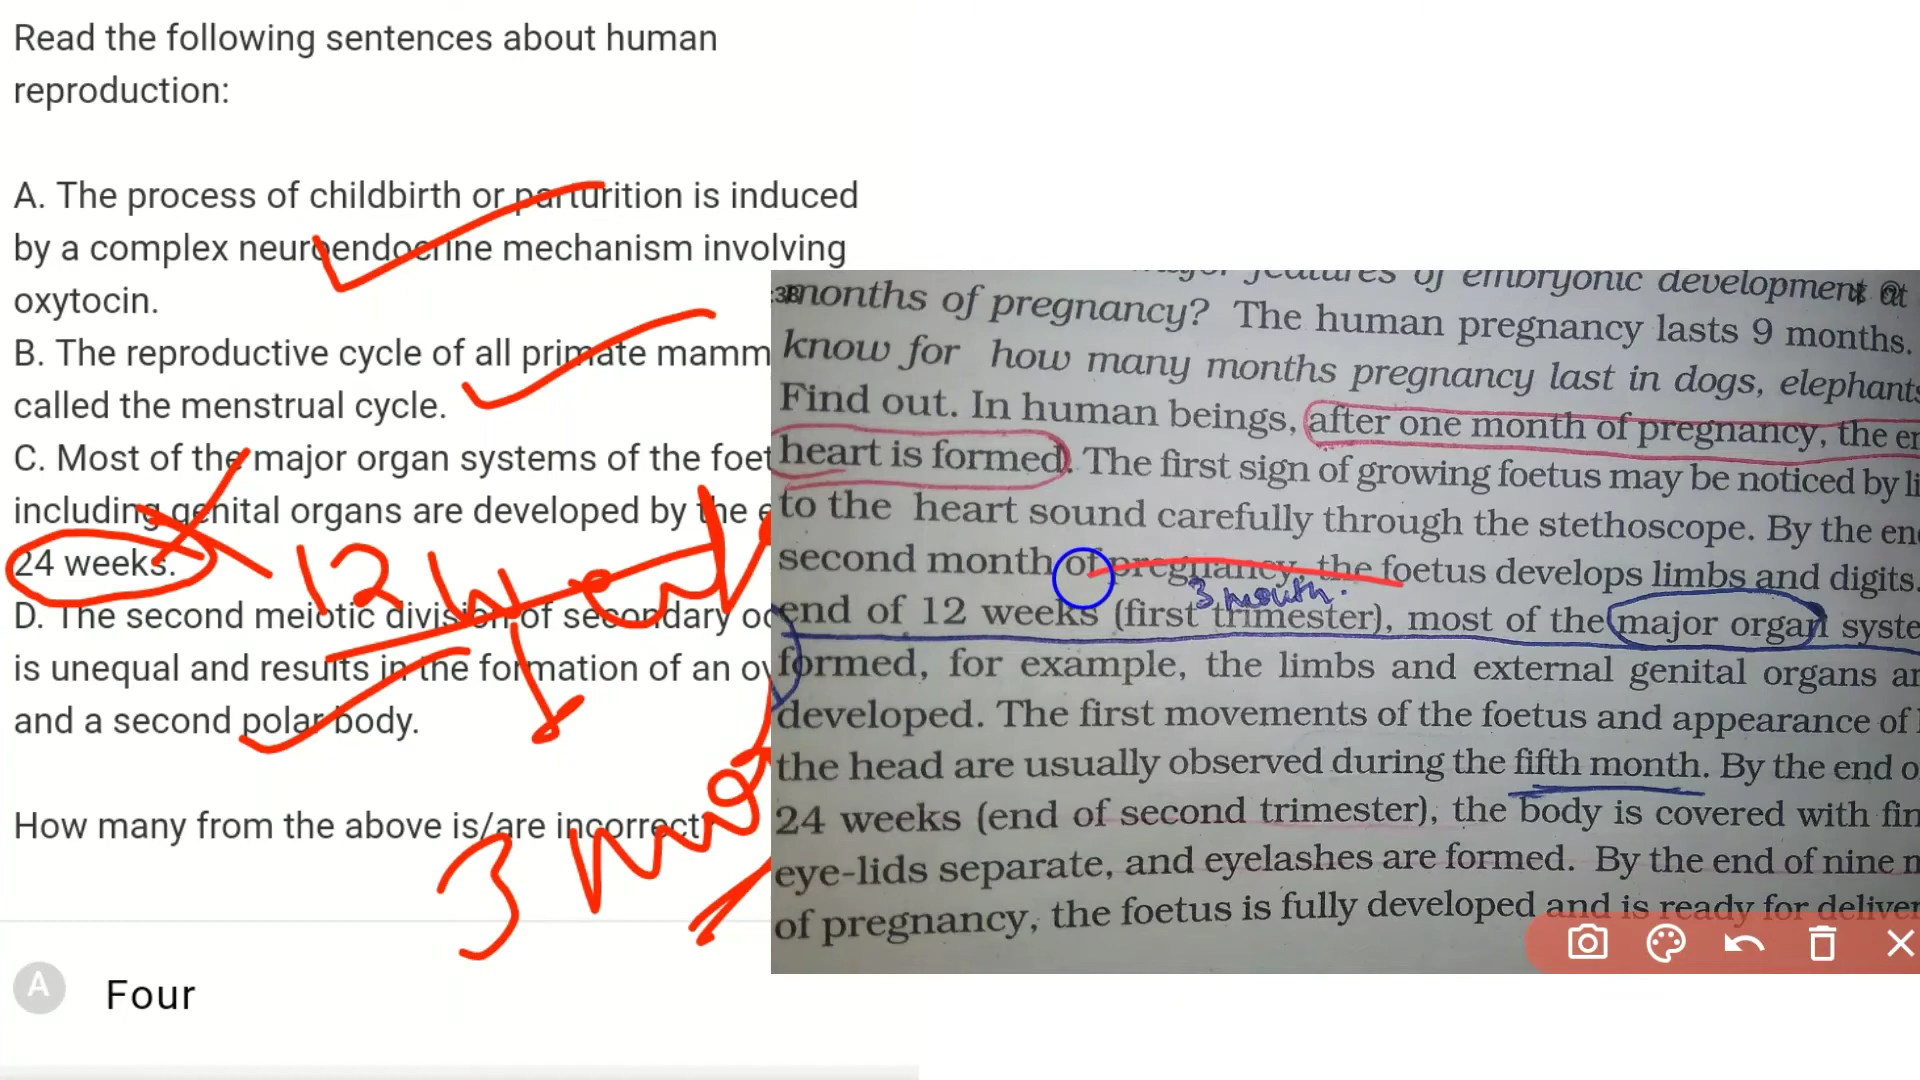 Read the following sentences about human
reproduction:
A. The process of childbirth or parturition is induced
by a complex neuroendocrine mechanism involving
oxytocin.
B. The reproductive cycle of all primate mamm
called the menstrual cycle.
C. Most of the major organ systems of the foet
including genital organs are developed by the e
24 weeks.
D. The second meiotic division of secondary oc
is unequal and results in the formation of an ov
and a second polar body.
How many from the above is/are incorrect
A Four
12
3
features of embryonic development at
months of pregnancy? The human pregnancy lasts 9 months.
know for how many months pregnancy last in dogs, elephants
Find out. In human beings, after one month of pregnancy, the em
heart is formed. The first sign of growing foetus may be noticed by li
to the heart sound carefully through the stethoscope. By the en
second month of pregnancy, the foetus develops limbs and digits.
3 month.
end of 12 weeks (first trimester), most of the major organ syste
formed, for example, the limbs and external genital organs ar
developed. The first movements of the foetus and appearance of
the head are usually observed during the fifth month. By the end o
24 weeks (end of second trimester), the body is covered with fin
eye-lids separate, and eyelashes are formed. By the end of nine m
of pregnancy, the foetus is fully developed and is ready for deliver